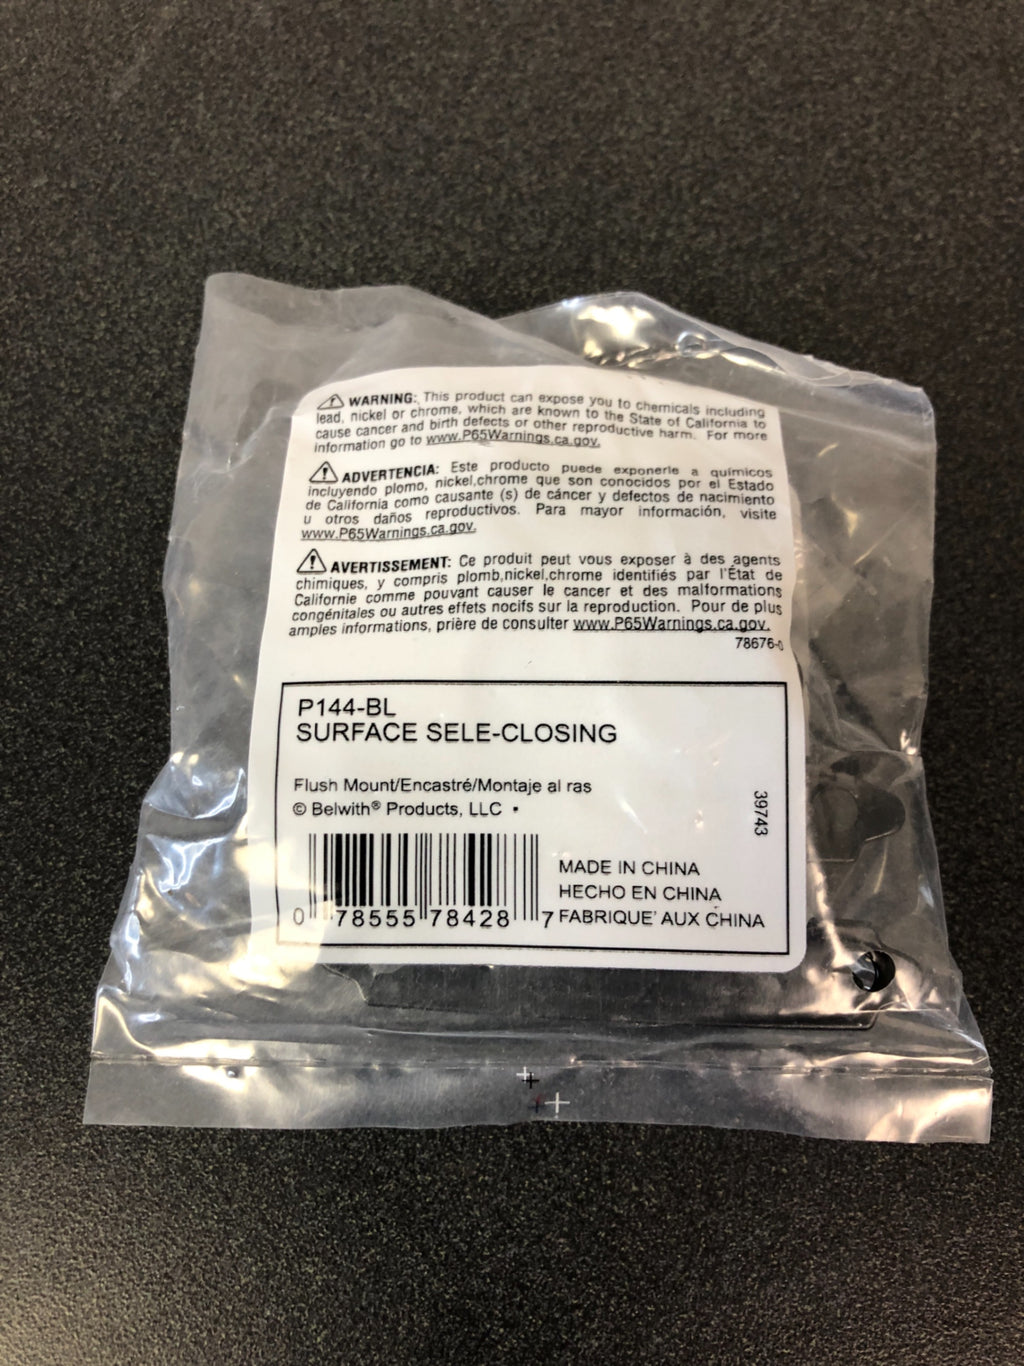 ⚠ WARNING: This product can expose you to chemicals including
lead, nickel or chrome, which are known to the State of California to
cause cancer and birth defects or other reproductive harm. For more
information go to www.P65Warnings.ca.gov.
⚠ ADVERTENCIA: Este producto puede exponerle a químicos
incluyendo plomo, nickel,chrome que son conocidos por el Estado
de California como causante (s) de cáncer y defectos de nacimiento
u otros daños reproductivos. Para mayor información, visite
www.P65Warnings.ca.gov.
⚠ AVERTISSEMENT: Ce produit peut vous exposer à des agents
chimiques, y compris plomb,nickel,chrome identifiés par l'État de
Californie comme pouvant causer le cancer et des malformations
congénitales ou autres effets nocifs sur la reproduction. Pour de plus
amples informations, prière de consulter www.P65Warnings.ca.gov.
78676-0
P144-BL
SURFACE SELE-CLOSING
Flush Mount/Encastré/Montaje al ras
© Belwith® Products, LLC •
39743
0 78555 78428 7
MADE IN CHINA
HECHO EN CHINA
FABRIQUE' AUX CHINA